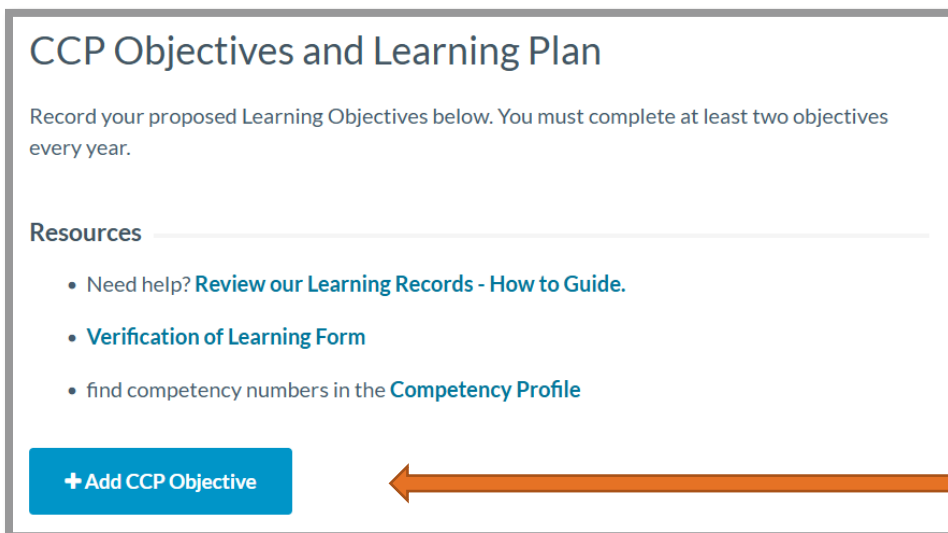 CCP Objectives and Learning Plan
Record your proposed Learning Objectives below. You must complete at least two objectives
every year.
Resources
• Need help? Review our Learning Records - How to Guide.
• Verification of Learning Form
• find competency numbers in the Competency Profile
+ Add CCP Objective